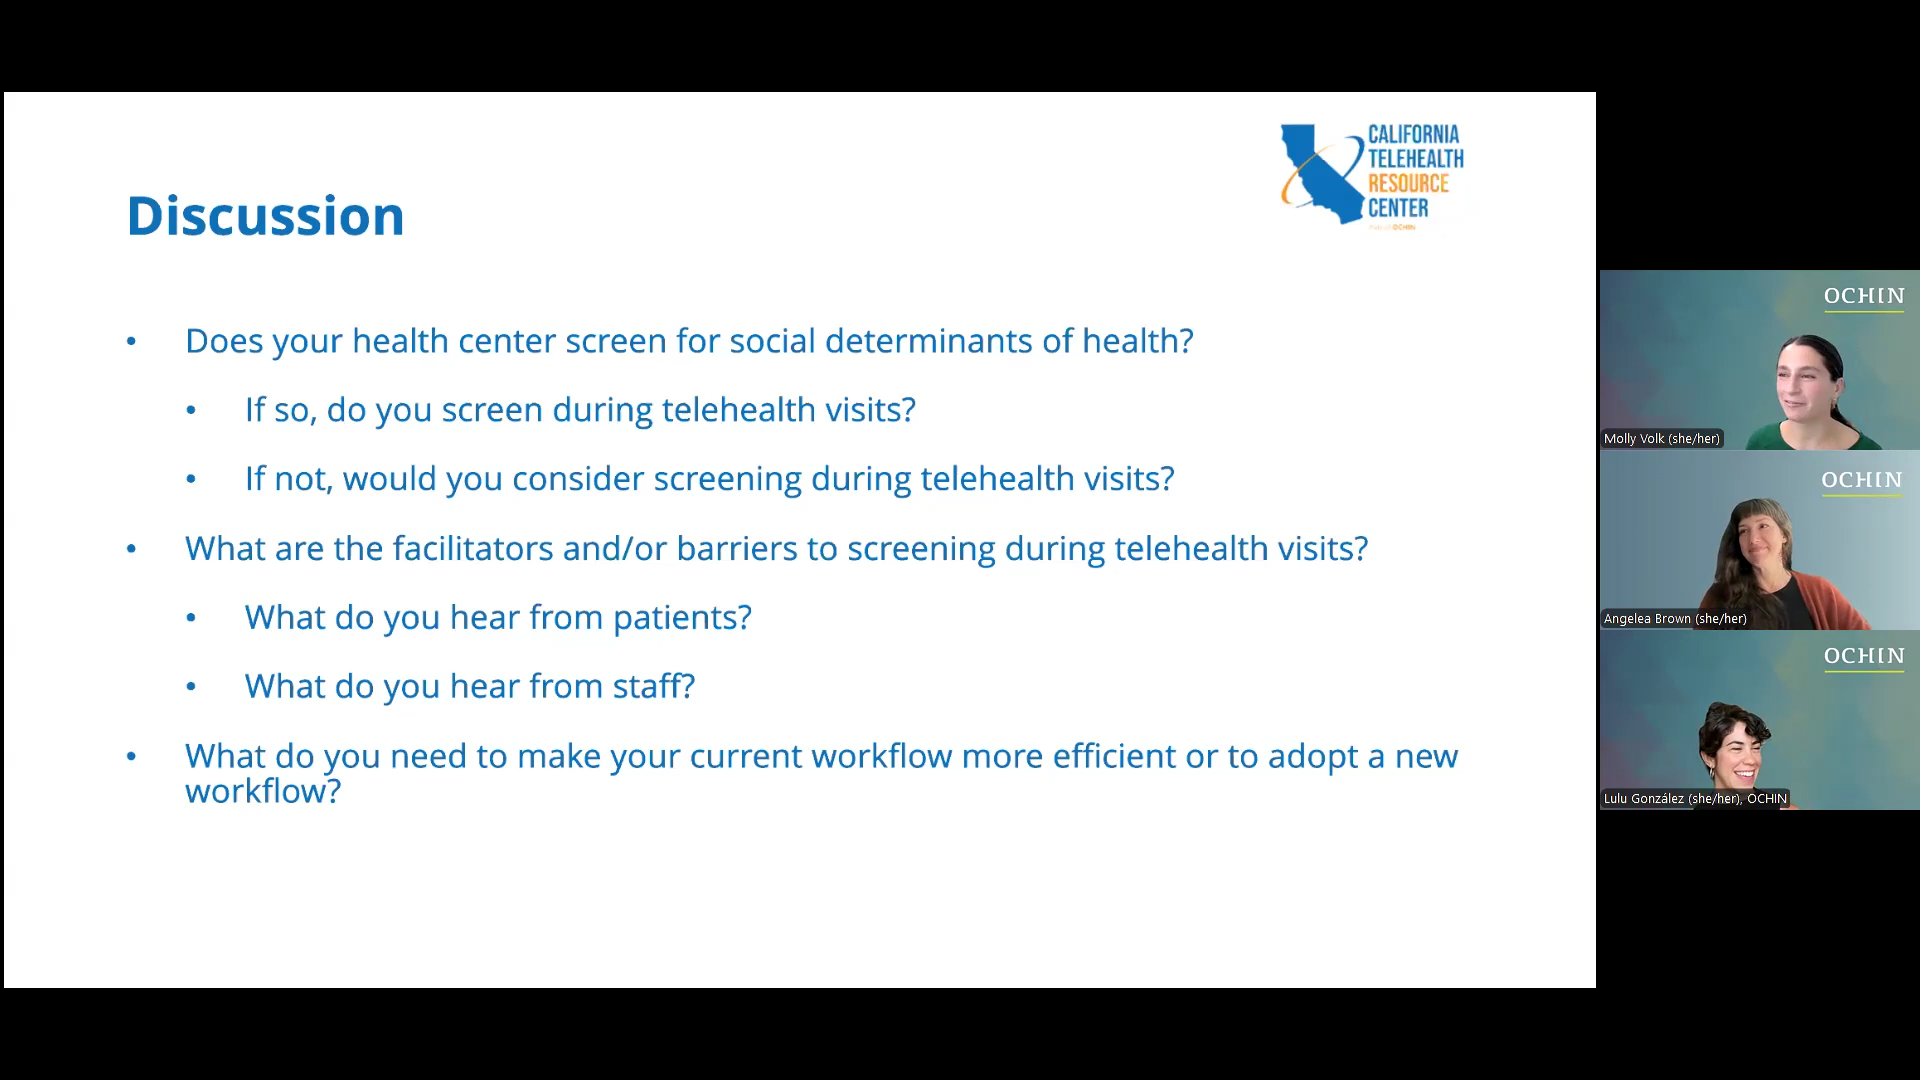 CALIFORNIA
TELEHEALTH
RESOURCE
CENTER
OCHIN
Discussion
• Does your health center screen for social determinants of health?
• If so, do you screen during telehealth visits?
• If not, would you consider screening during telehealth visits?
• What are the facilitators and/or barriers to screening during telehealth visits?
• What do you hear from patients?
• What do you hear from staff?
• What do you need to make your current workflow more efficient or to adopt a new
workflow?
OCHIN
Molly Volk (she/her)
OCHIN
Angelea Brown (she/her)
OCHIN
Lulu González (she/her), OCHIN